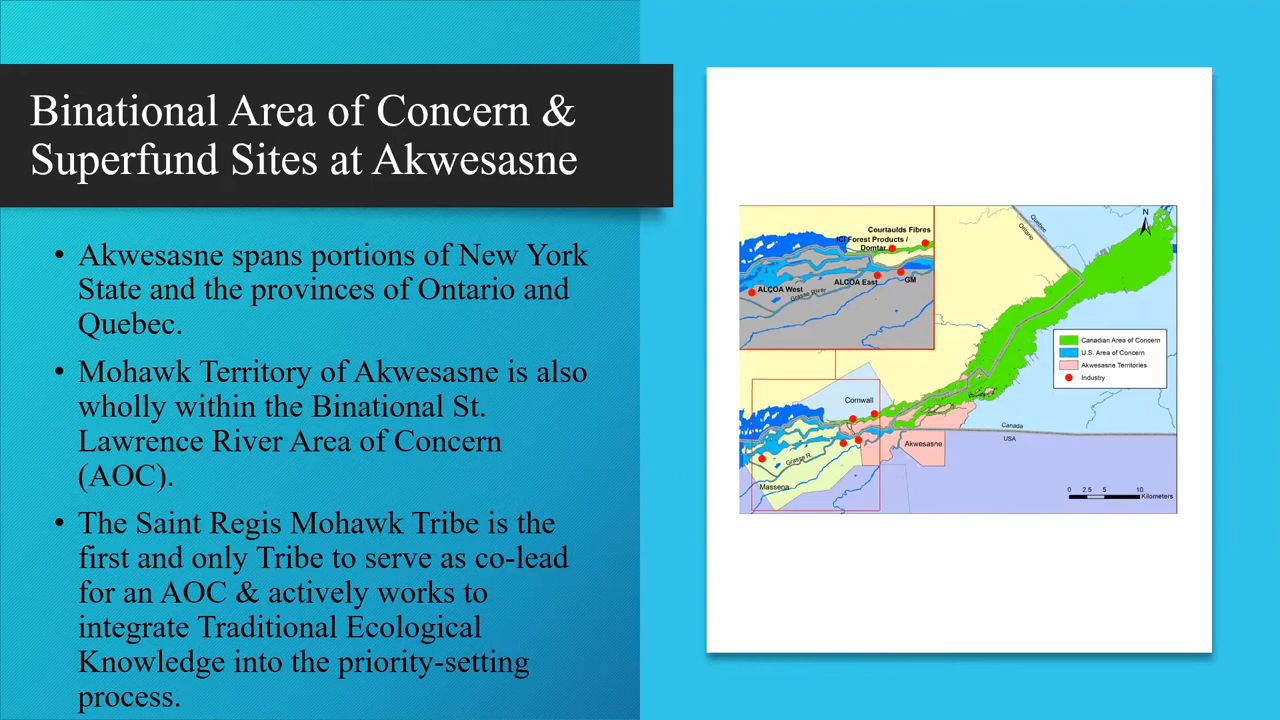 Binational Area of Concern &
Superfund Sites at Akwesasne
• Akwesasne spans portions of New York
State and the provinces of Ontario and
Quebec.
• Mohawk Territory of Akwesasne is also
wholly within the Binational St.
Lawrence River Area of Concern
(AOC).
• The Saint Regis Mohawk Tribe is the
first and only Tribe to serve as co-lead
for an AOC & actively works to
integrate Traditional Ecological
Knowledge into the priority-setting
process.
Courtaulds Fibres
ICI Forest Products /
Domtar
ALCOA West
ALCOA East
GM
Grasse River
Quebec
Ontario
N
Canadian Area of Concern
U.S. Area of Concern
Akwesasne Territories
Industry
Cornwall
Akwesasne
Canada
USA
Grasse R.
Massena
0 2.5 5 10
Kilometers